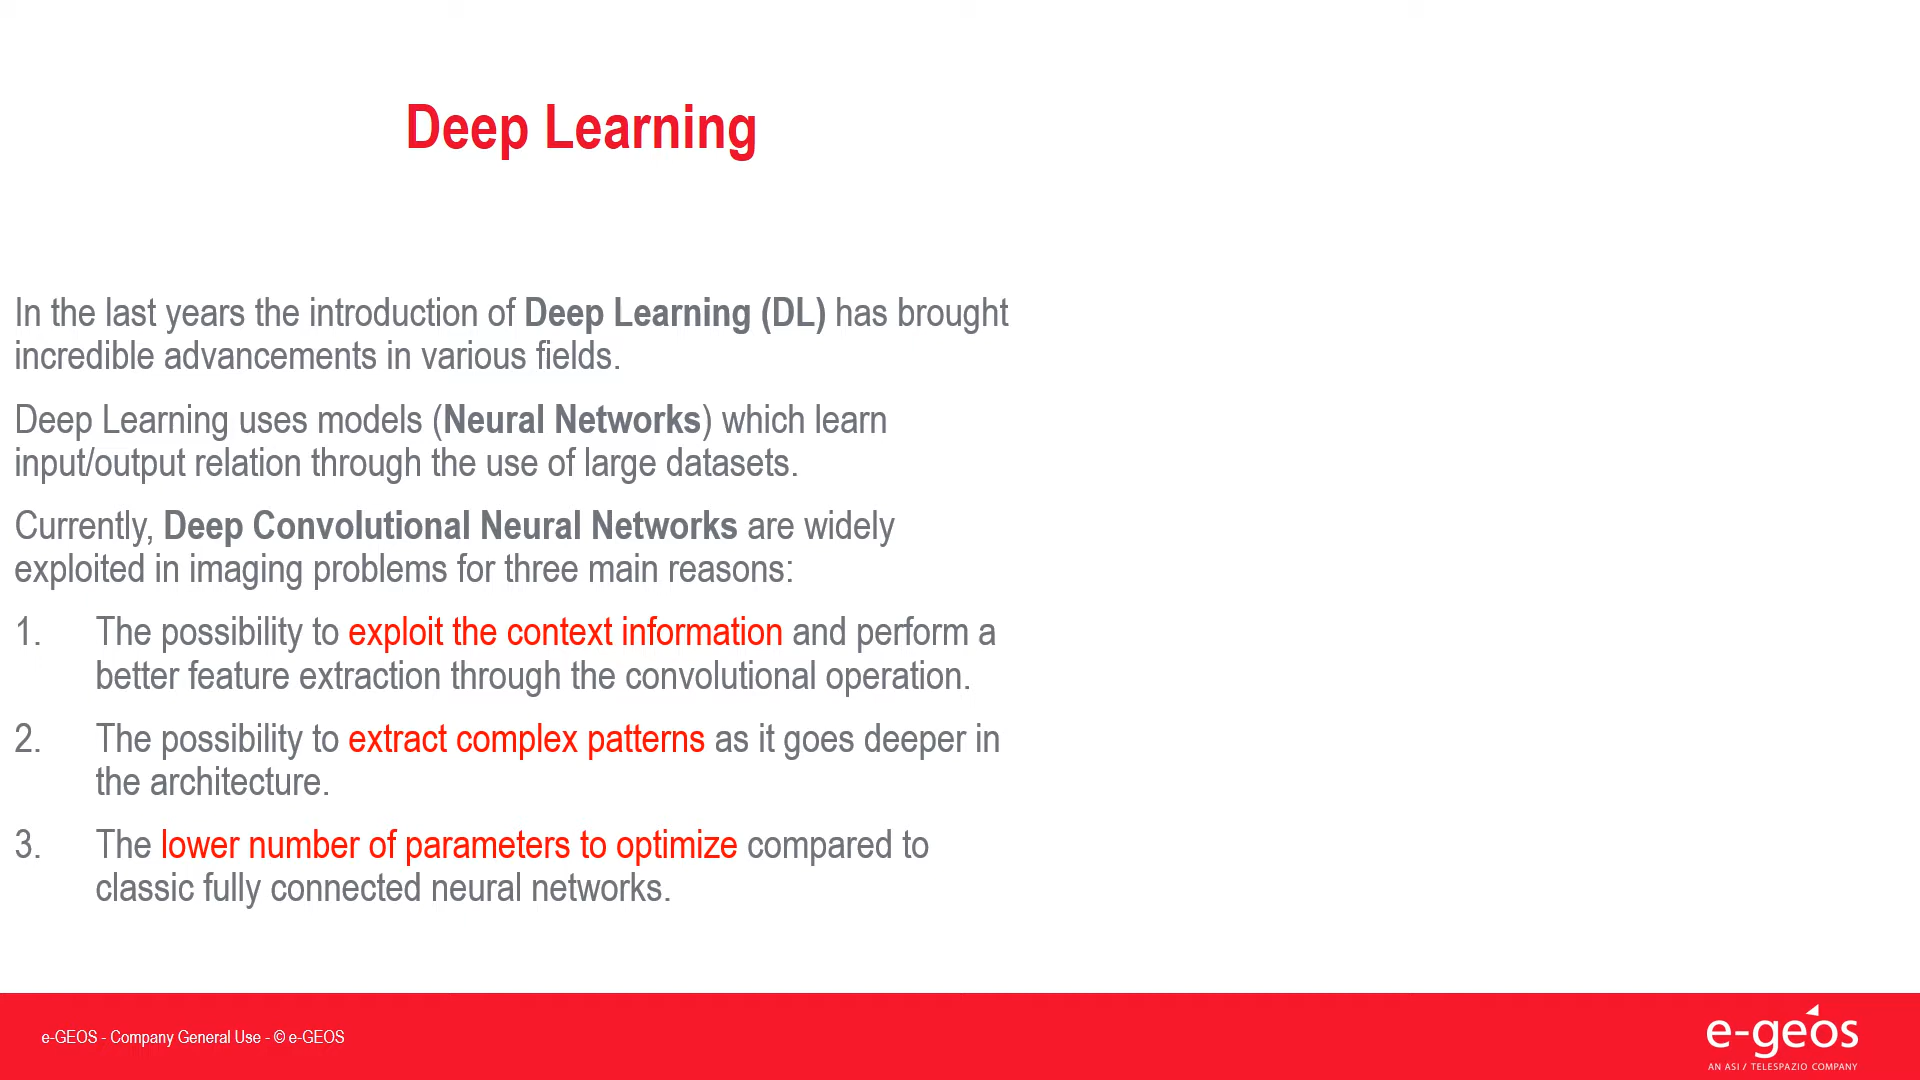 Deep Learning
In the last years the introduction of Deep Learning (DL) has brought
incredible advancements in various fields.
Deep Learning uses models (Neural Networks) which learn
input/output relation through the use of large datasets.
Currently, Deep Convolutional Neural Networks are widely
exploited in imaging problems for three main reasons:
1. The possibility to exploit the context information and perform a
better feature extraction through the convolutional operation.
2. The possibility to extract complex patterns as it goes deeper in
the architecture.
3. The lower number of parameters to optimize compared to
classic fully connected neural networks.
e-GEOS - Company General Use - © e-GEOS
e-geos
AN ASI / TELESPAZIO COMPANY